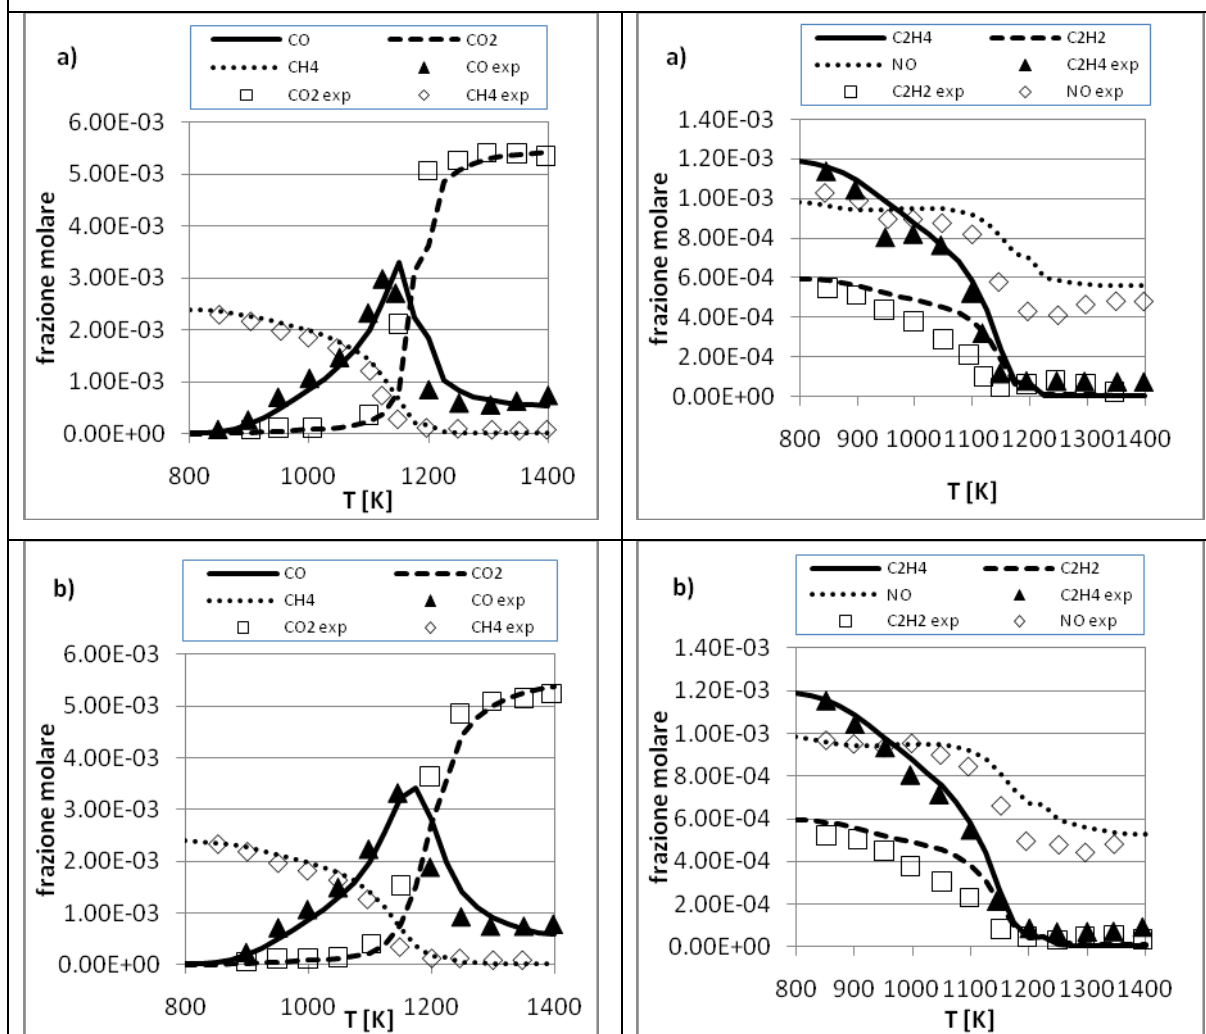 a)
CO CO2
CH4 CO exp
CO2 exp CH4 exp
6.00E-03
5.00E-03
4.00E-03
3.00E-03
2.00E-03
1.00E-03
0.00E+00
frazione molare
800 1000 1200 1400
T [K]
a)
C2H4 C2H2
NO C2H4 exp
C2H2 exp NO exp
1.40E-03
1.20E-03
1.00E-03
8.00E-04
6.00E-04
4.00E-04
2.00E-04
0.00E+00
frazione molare
800 900 1000 1100 1200 1300 1400
T [K]
b)
CO CO2
CH4 CO exp
CO2 exp CH4 exp
6.00E-03
5.00E-03
4.00E-03
3.00E-03
2.00E-03
1.00E-03
0.00E+00
frazione molare
800 1000 1200 1400
T [K]
b)
C2H4 C2H2
NO C2H4 exp
C2H2 exp NO exp
1.40E-03
1.20E-03
1.00E-03
8.00E-04
6.00E-04
4.00E-04
2.00E-04
0.00E+00
frazione molare
800 900 1000 1100 1200 1300 1400
T [K]